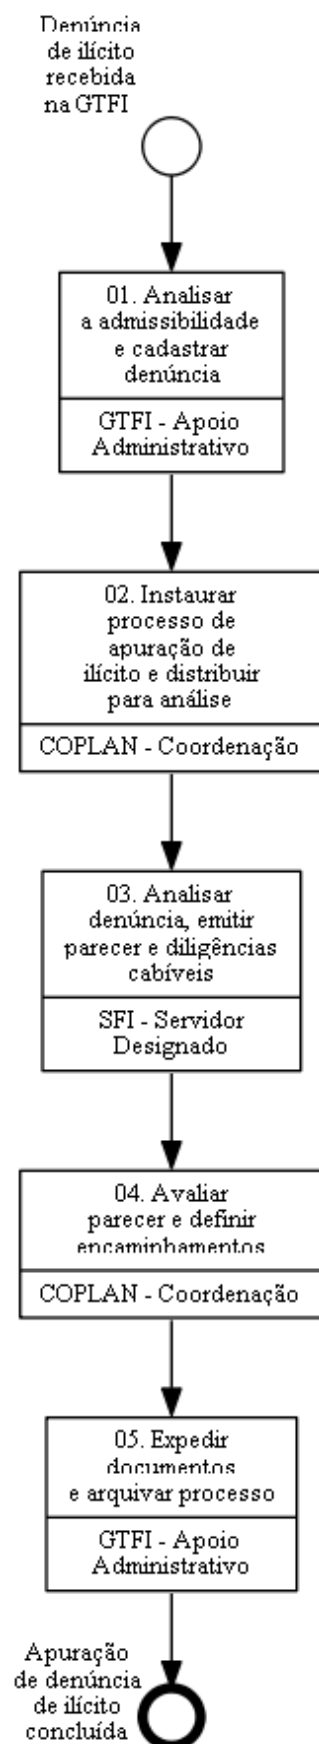 Denúncia
de ilícito
recebida
na GTFI
01. Analisar
a admissibilidade
e cadastrar
denúncia
GTFI - Apoio
Administrativo
02. Instaurar
processo de
apuração de
ilícito e distribuir
para análise
COPLAN - Coordenação
03. Analisar
denúncia, emitir
parecer e diligências
cabíveis
SFI - Servidor
Designado
04. Avaliar
parecer e definir
encaminhamentos
COPLAN - Coordenação
05. Expedir
documentos
e arquivar processo
GTFI - Apoio
Administrativo
Apuração
de denúncia
de ilícito
concluída